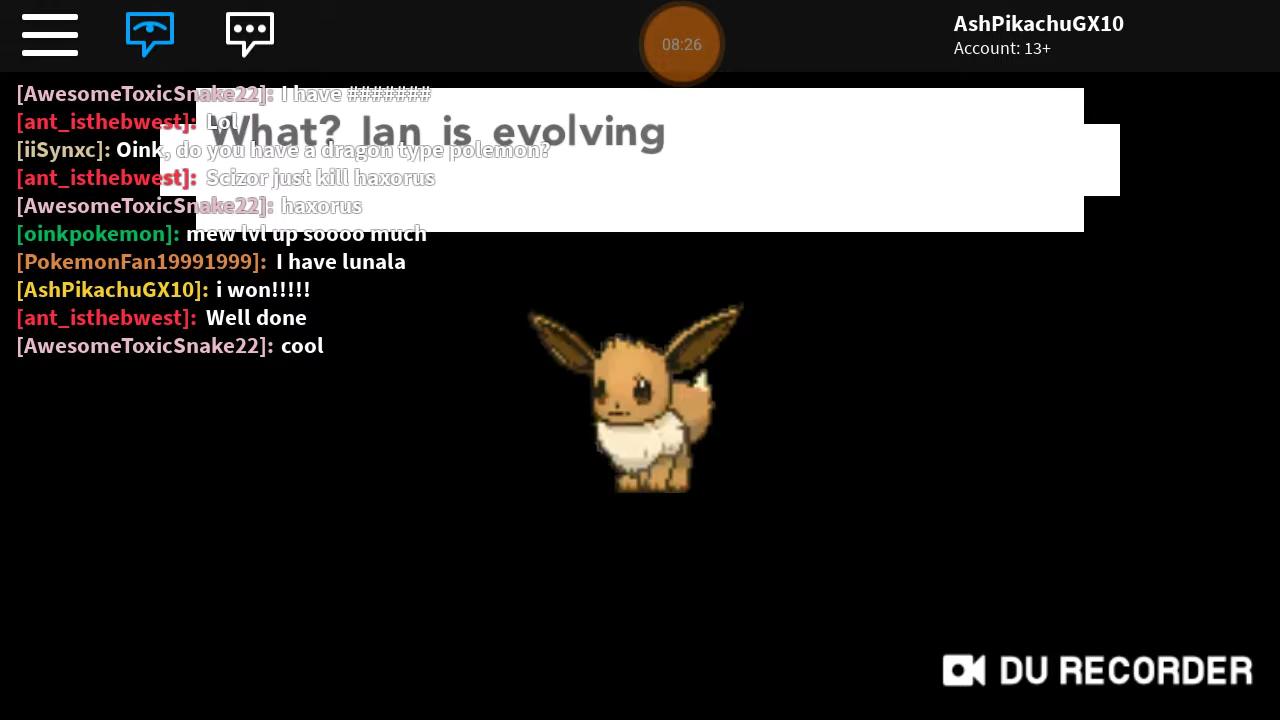 08:26
AshPikachuGX10
Account: 13+
[AwesomeToxicSnake22]: I have #######
What? Ian is evolving
[ant_isthebwest]: Lol
[iiSynxc]: Oink, do you have a dragon type polemon?
[ant_isthebwest]: Scizor just kill haxorus
[AwesomeToxicSnake22]: haxorus
[oinkpokemon]: mew lvl up soooo much
[PokemonFan19991999]: I have lunala
[AshPikachuGX10]: i won!!!!!
[ant_isthebwest]: Well done
[AwesomeToxicSnake22]: cool
DU RECORDER